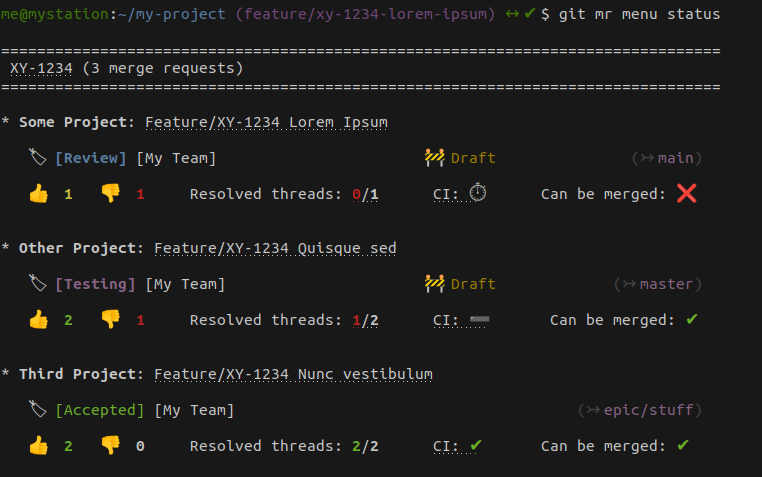 me@mystation:~/my-project (feature/xy-1234-lorem-ipsum) ↔✔$ git mr menu status
================================================================================
XY-1234 (3 merge requests)
================================================================================
* Some Project: Feature/XY-1234 Lorem Ipsum
🏷 [Review] [My Team] 🚧 Draft (↣ main)
👍 1 👎 1 Resolved threads: 0/1 CI: ⏱ Can be merged: ❌
* Other Project: Feature/XY-1234 Quisque sed
🏷 [Testing] [My Team] 🚧 Draft (↣ master)
👍 2 👎 1 Resolved threads: 1/2 CI: ➖ Can be merged: ✔
* Third Project: Feature/XY-1234 Nunc vestibulum
🏷 [Accepted] [My Team] (↣ epic/stuff)
👍 2 👎 0 Resolved threads: 2/2 CI: ✔ Can be merged: ✔